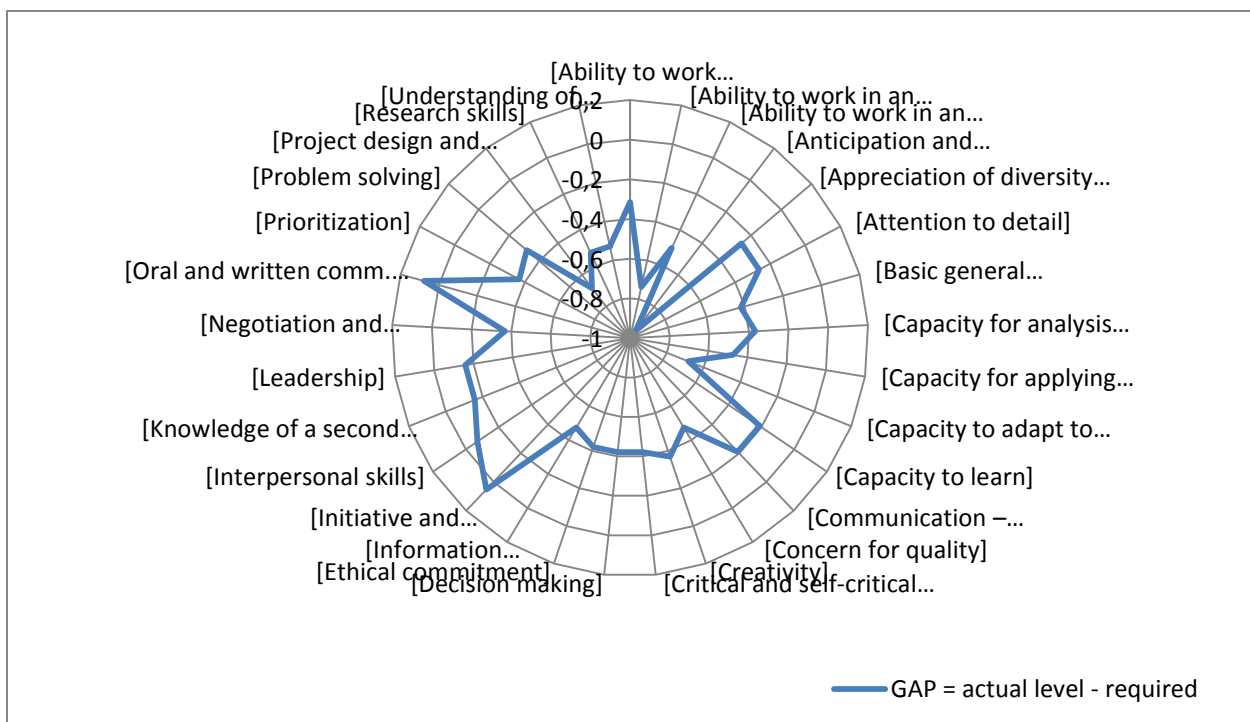 [Ability to work…
[Ability to work in an…
[Ability to work in an…
[Anticipation and…
[Appreciation of diversity…
[Attention to detail]
[Basic general…
[Capacity for analysis…
[Capacity for applying…
[Capacity to adapt to…
[Capacity to learn]
[Communication –…
[Concern for quality]
[Creativity]
[Critical and self-critical…
[Decision making]
[Ethical commitment]
[Information…
[Initiative and…
[Interpersonal skills]
[Knowledge of a second…
[Leadership]
[Negotiation and…
[Oral and written comm.…
[Prioritization]
[Problem solving]
[Project design and…
[Research skills]
[Understanding of…
0,2
0
-0,2
-0,4
-0,6
-0,8
-1
GAP = actual level - required